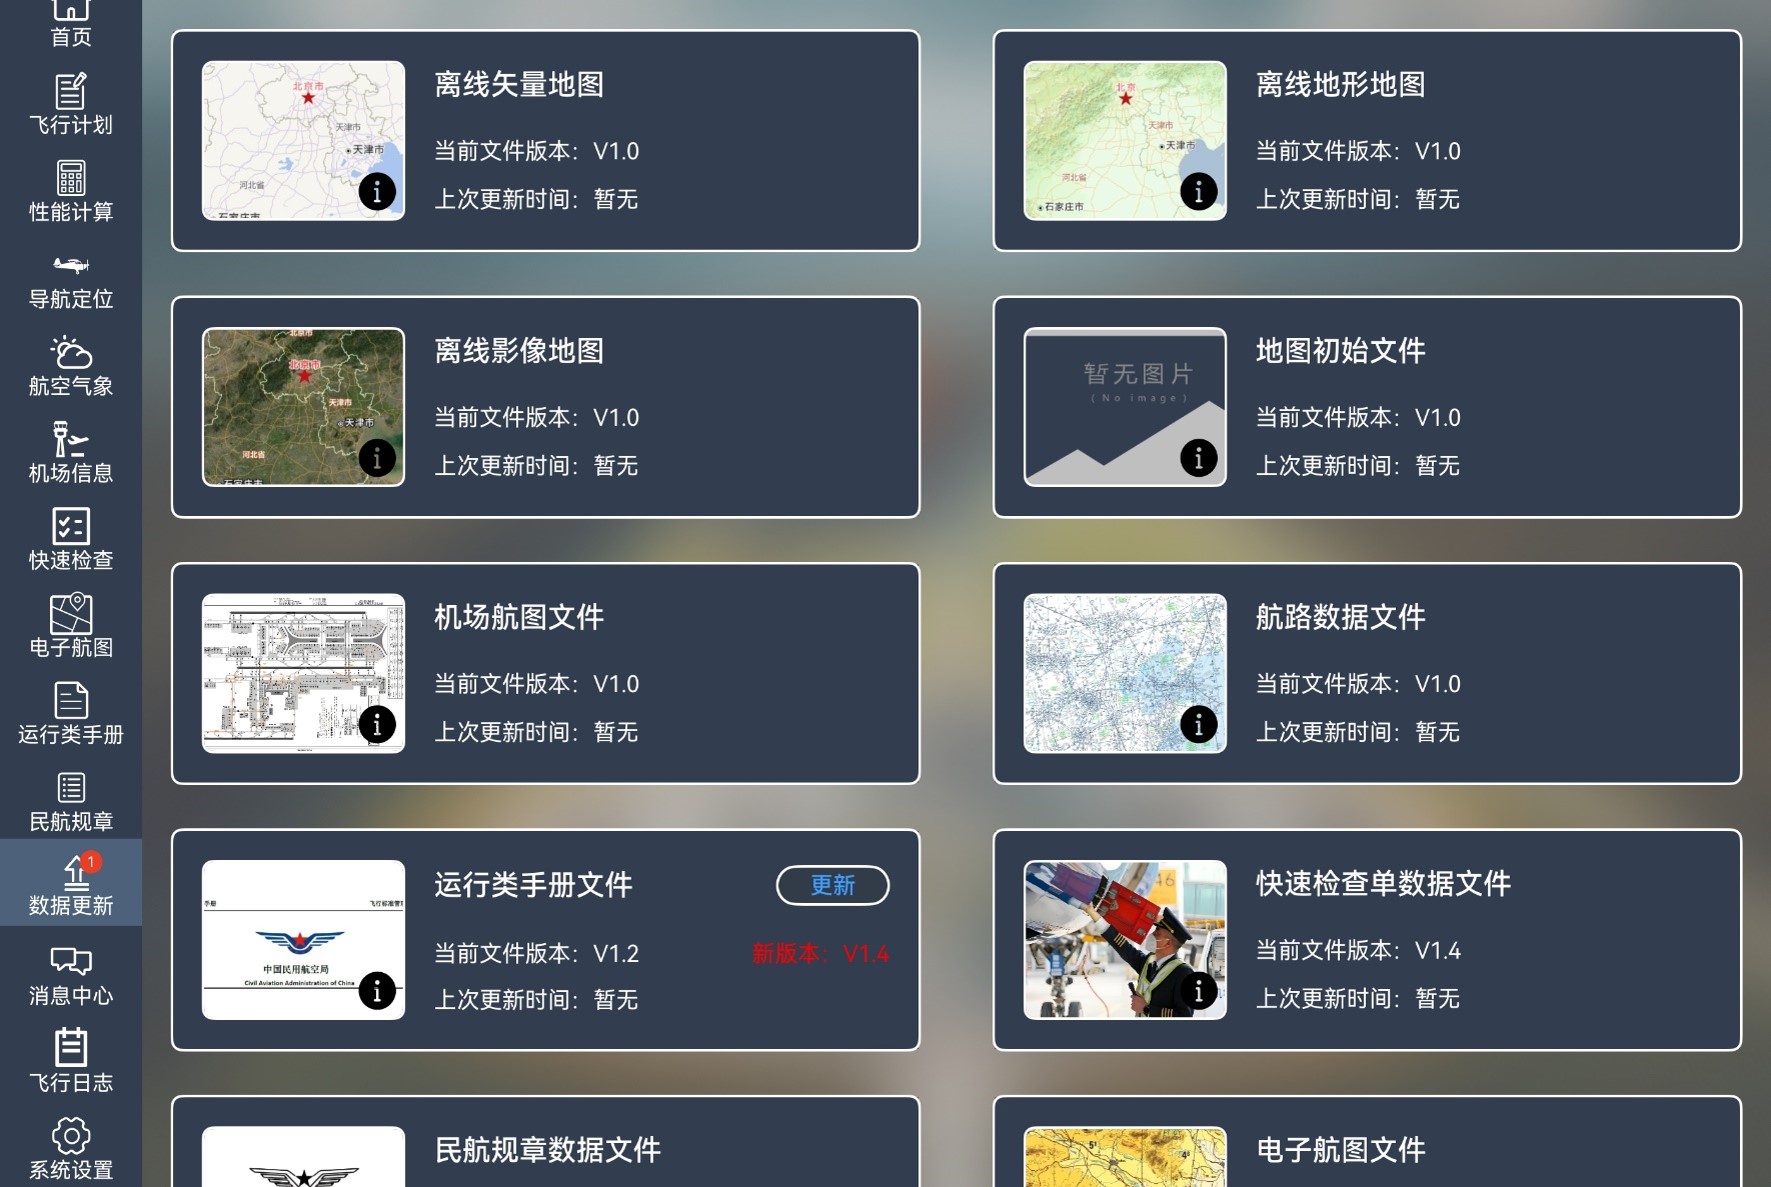 首页
飞行计划
性能计算
导航定位
航空气象
机场信息
快速检查
电子航图
运行类手册
民航规章
1
数据更新
消息中心
飞行日志
系统设置
离线矢量地图
当前文件版本：V1.0
上次更新时间：暂无
北京市
天津市
天津市
河北省
石家庄市
离线地形地图
当前文件版本：V1.0
上次更新时间：暂无
北京
天津市
天津市
河北省
石家庄市
离线影像地图
当前文件版本：V1.0
上次更新时间：暂无
北京市
北京市
天津市
天津市
河北省
石家庄市
地图初始文件
当前文件版本：V1.0
上次更新时间：暂无
暂无图片
(No image)
机场航图文件
当前文件版本：V1.0
上次更新时间：暂无
航路数据文件
当前文件版本：V1.0
上次更新时间：暂无
运行类手册文件
更新
当前文件版本：V1.2
新版本：V1.4
上次更新时间：暂无
手册
飞行标准管
中国民用航空局
Civil Aviation Administration of China
快速检查单数据文件
当前文件版本：V1.4
上次更新时间：暂无
46
民航规章数据文件
电子航图文件